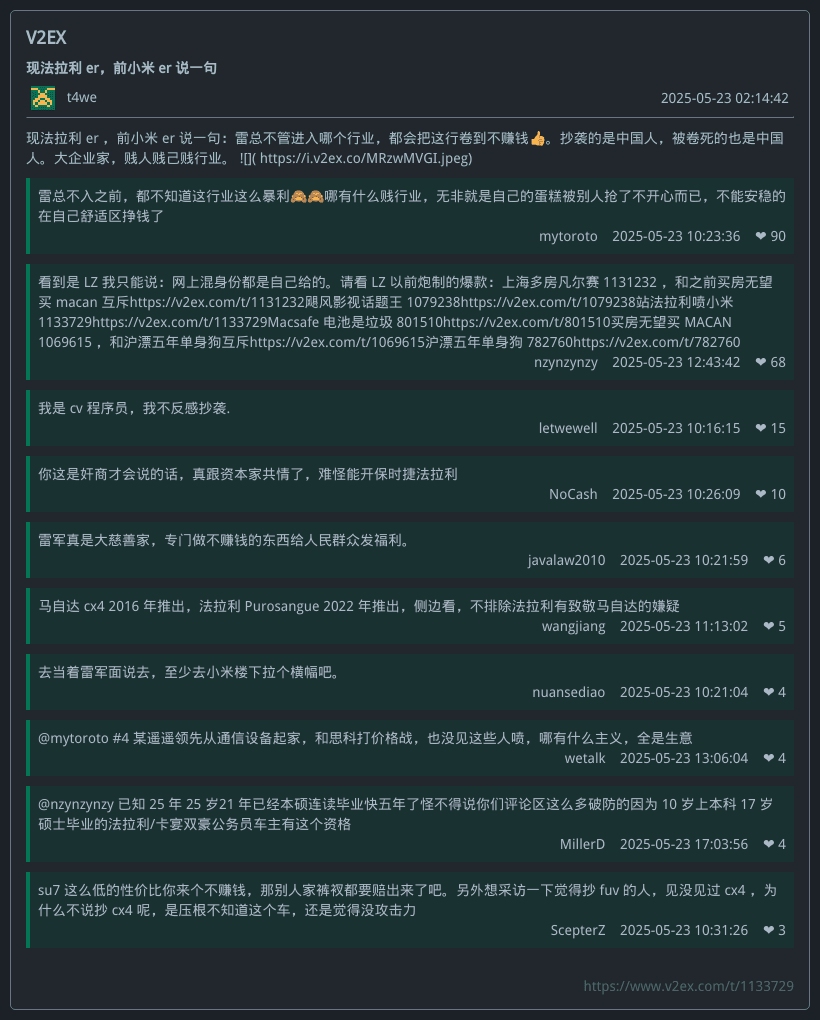 V2EX
现法拉利 er，前小米 er 说一句
t4we
2025-05-23 02:14:42
现法拉利 er ，前小米 er 说一句：雷总不管进入哪个行业，都会把这行卷到不赚钱👍。抄袭的是中国人，被卷死的也是中国
人。大企业家，贱人贱己贱行业。 ![]( https://i.v2ex.co/MRzwMVGI.jpeg)
雷总不入之前，都不知道这行业这么暴利🙈🙈哪有什么贱行业，无非就是自己的蛋糕被别人抢了不开心而已，不能安稳的
在自己舒适区挣钱了
mytoroto 2025-05-23 10:23:36 ❤ 90
看到是 LZ 我只能说：网上混身份都是自己给的。请看 LZ 以前炮制的爆款：上海多房凡尔赛 1131232 ，和之前买房无望
买 macan 互斥https://v2ex.com/t/1131232飓风影视话题王 1079238https://v2ex.com/t/1079238站法拉利喷小米
1133729https://v2ex.com/t/1133729Macsafe 电池是垃圾 801510https://v2ex.com/t/801510买房无望买 MACAN
1069615 ，和沪漂五年单身狗互斥https://v2ex.com/t/1069615沪漂五年单身狗 782760https://v2ex.com/t/782760
nzynzynzy 2025-05-23 12:43:42 ❤ 68
我是 cv 程序员，我不反感抄袭.
letwewell 2025-05-23 10:16:15 ❤ 15
你这是奸商才会说的话，真跟资本家共情了，难怪能开保时捷法拉利
NoCash 2025-05-23 10:26:09 ❤ 10
雷军真是大慈善家，专门做不赚钱的东西给人民群众发福利。
javalaw2010 2025-05-23 10:21:59 ❤ 6
马自达 cx4 2016 年推出，法拉利 Purosangue 2022 年推出，侧边看，不排除法拉利有致敬马自达的嫌疑
wangjiang 2025-05-23 11:13:02 ❤ 5
去当着雷军面说去，至少去小米楼下拉个横幅吧。
nuansediao 2025-05-23 10:21:04 ❤ 4
@mytoroto #4 某遥遥领先从通信设备起家，和思科打价格战，也没见这些人喷，哪有什么主义，全是生意
wetalk 2025-05-23 13:06:04 ❤ 4
@nzynzynzy 已知 25 年 25 岁21 年已经本硕连读毕业快五年了怪不得说你们评论区这么多破防的因为 10 岁上本科 17 岁
硕士毕业的法拉利/卡宴双豪公务员车主有这个资格
MillerD 2025-05-23 17:03:56 ❤ 4
su7 这么低的性价比你来个不赚钱，那别人家裤衩都要赔出来了吧。另外想采访一下觉得抄 fuv 的人，见没见过 cx4 ，为
什么不说抄 cx4 呢，是压根不知道这个车，还是觉得没攻击力
ScepterZ 2025-05-23 10:31:26 ❤ 3
https://www.v2ex.com/t/1133729